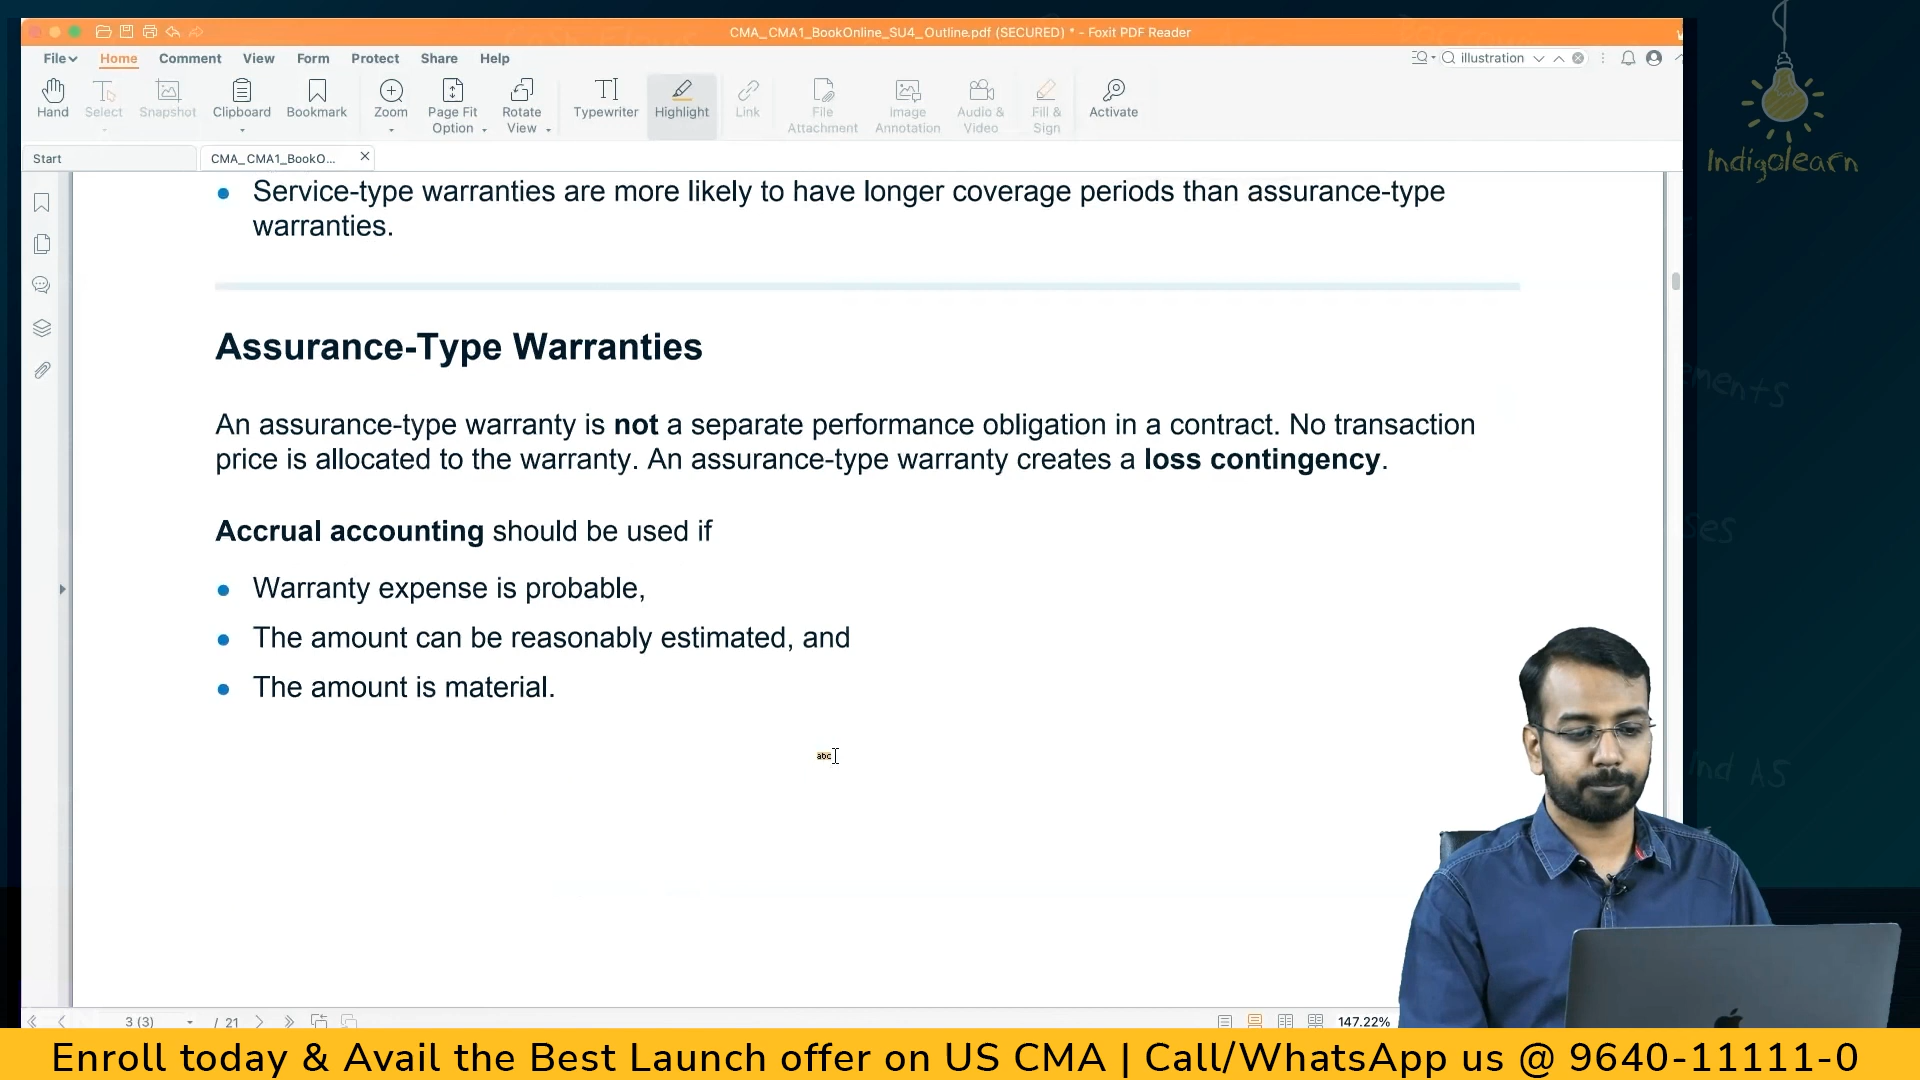 CMA_CMA1_BookOnline_SU4_Outline.pdf (SECURED) * - Foxit PDF Reader
File Home Comment View Form Protect Share Help
illustration
Hand Select Snapshot Clipboard Bookmark Zoom Page Fit Option Rotate View Typewriter Highlight Link File Attachment Image Annotation Audio & Video Fill & Sign Activate
Start CMA_CMA1_BookO...
Indigolearn
Service-type warranties are more likely to have longer coverage periods than assurance-type
warranties.
Assurance-Type Warranties
An assurance-type warranty is not a separate performance obligation in a contract. No transaction
price is allocated to the warranty. An assurance-type warranty creates a loss contingency.
Accrual accounting should be used if
Warranty expense is probable,
The amount can be reasonably estimated, and
The amount is material.
abc
ements
ses
Ind AS
3 (3) / 21 147.22%
Enroll today & Avail the Best Launch offer on US CMA | Call/WhatsApp us @ 9640-11111-0